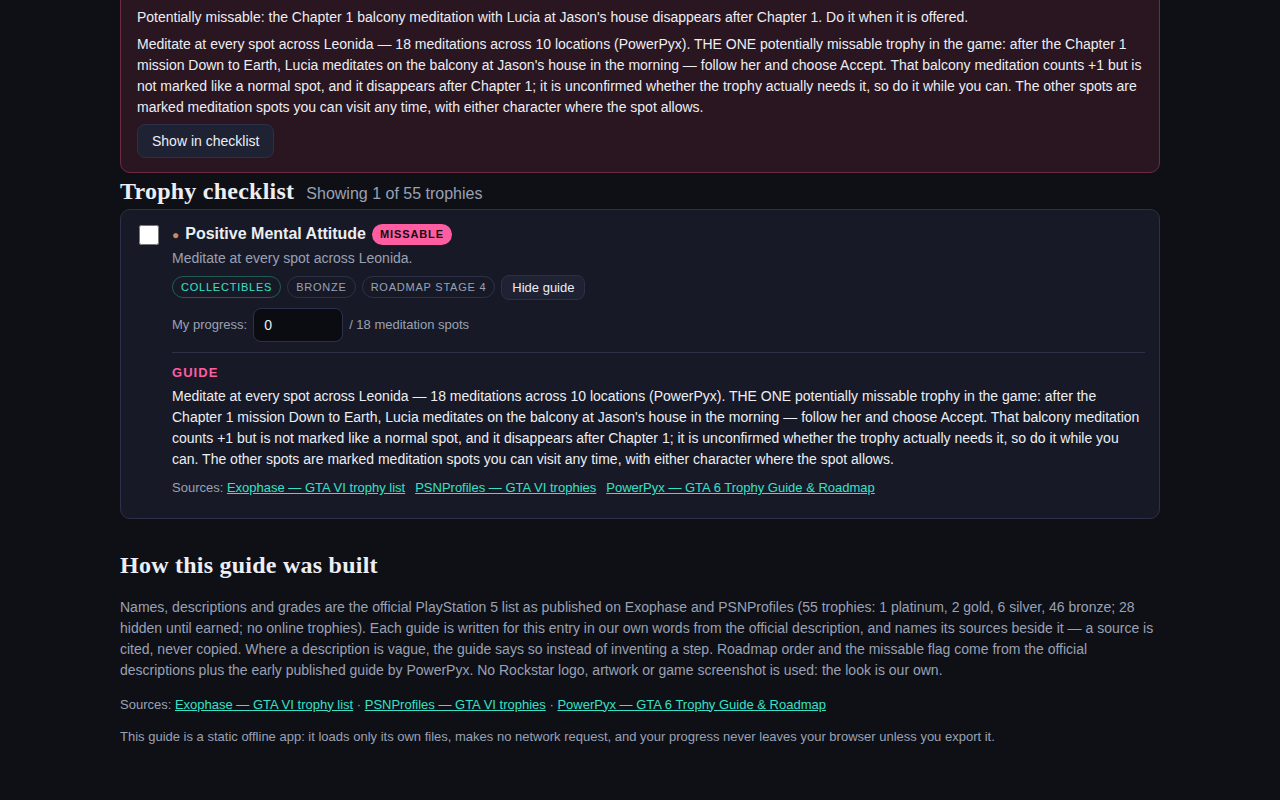 Potentially missable: the Chapter 1 balcony meditation with Lucia at Jason's house disappears after Chapter 1. Do it when it is offered.
Meditate at every spot across Leonida — 18 meditations across 10 locations (PowerPyx). THE ONE potentially missable trophy in the game: after the Chapter 1
mission Down to Earth, Lucia meditates on the balcony at Jason's house in the morning — follow her and choose Accept. That balcony meditation counts +1 but is
not marked like a normal spot, and it disappears after Chapter 1; it is unconfirmed whether the trophy actually needs it, so do it while you can. The other spots are
marked meditation spots you can visit any time, with either character where the spot allows.
Show in checklist
Trophy checklist Showing 1 of 55 trophies
Positive Mental Attitude MISSABLE
Meditate at every spot across Leonida.
COLLECTIBLES BRONZE ROADMAP STAGE 4 Hide guide
My progress: 0 / 18 meditation spots
GUIDE
Meditate at every spot across Leonida — 18 meditations across 10 locations (PowerPyx). THE ONE potentially missable trophy in the game: after the
Chapter 1 mission Down to Earth, Lucia meditates on the balcony at Jason's house in the morning — follow her and choose Accept. That balcony meditation
counts +1 but is not marked like a normal spot, and it disappears after Chapter 1; it is unconfirmed whether the trophy actually needs it, so do it while you
can. The other spots are marked meditation spots you can visit any time, with either character where the spot allows.
Sources: Exophase — GTA VI trophy list PSNProfiles — GTA VI trophies PowerPyx — GTA 6 Trophy Guide & Roadmap
How this guide was built
Names, descriptions and grades are the official PlayStation 5 list as published on Exophase and PSNProfiles (55 trophies: 1 platinum, 2 gold, 6 silver, 46 bronze; 28
hidden until earned; no online trophies). Each guide is written for this entry in our own words from the official description, and names its sources beside it — a source is
cited, never copied. Where a description is vague, the guide says so instead of inventing a step. Roadmap order and the missable flag come from the official
descriptions plus the early published guide by PowerPyx. No Rockstar logo, artwork or game screenshot is used: the look is our own.
Sources: Exophase — GTA VI trophy list · PSNProfiles — GTA VI trophies · PowerPyx — GTA 6 Trophy Guide & Roadmap
This guide is a static offline app: it loads only its own files, makes no network request, and your progress never leaves your browser unless you export it.